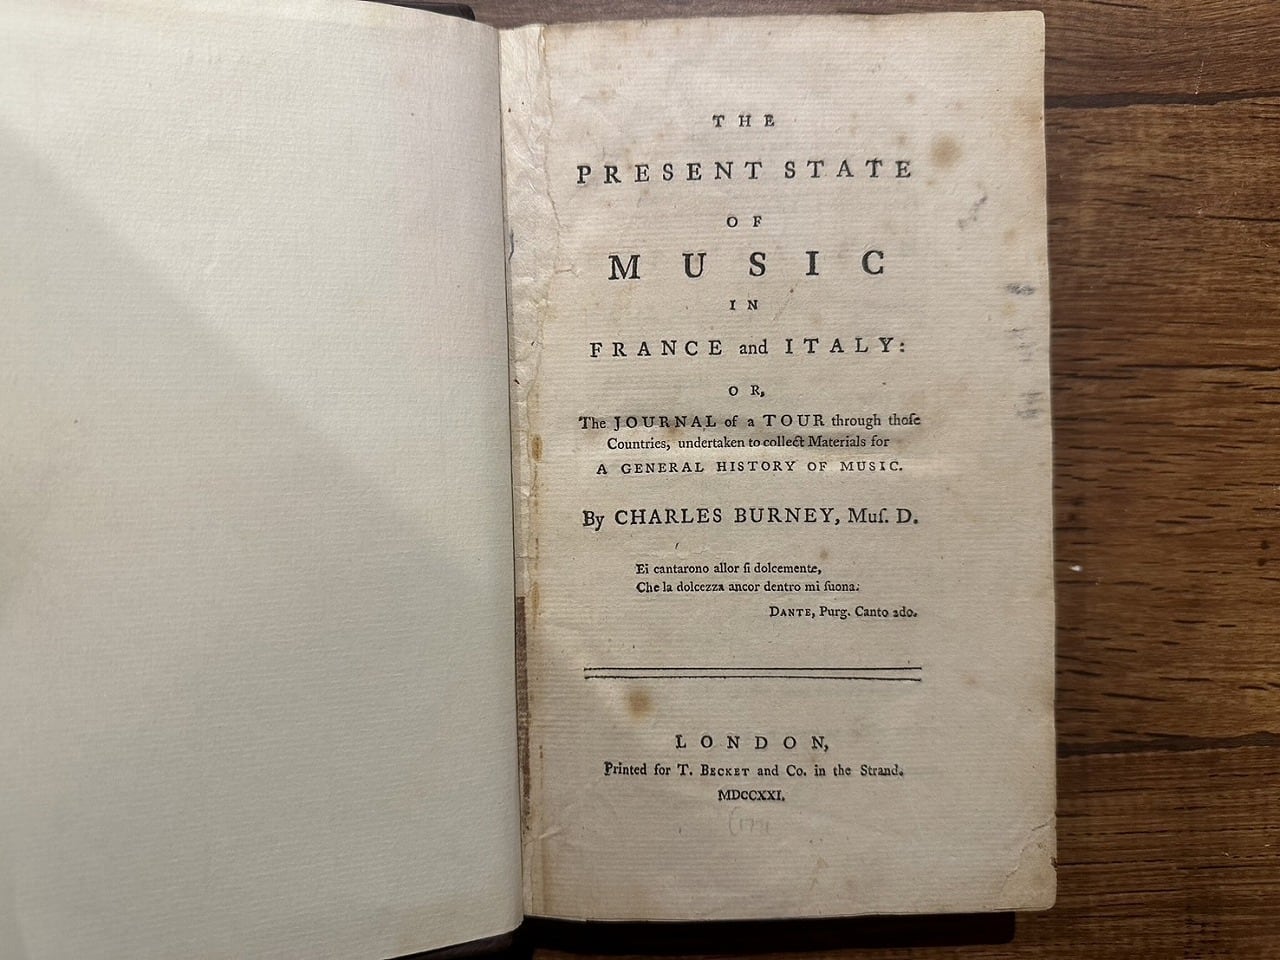 THE
PRESENT STATE
OF
MUSIC
IN
FRANCE and ITALY:
OR,
The JOURNAL of a TOUR through thoſe
Countries, undertaken to collect Materials for
A GENERAL HISTORY OF MUSIC.
By CHARLES BURNEY, Muſ. D.
Ei cantarono allor ſi dolcemente,
Che la dolcezza ancor dentro mi ſuona.
DANTE, Purg. Canto 2do.
LONDON,
Printed for T. BECKET and Co. in the Strand.
MDCCXXI.
(1771